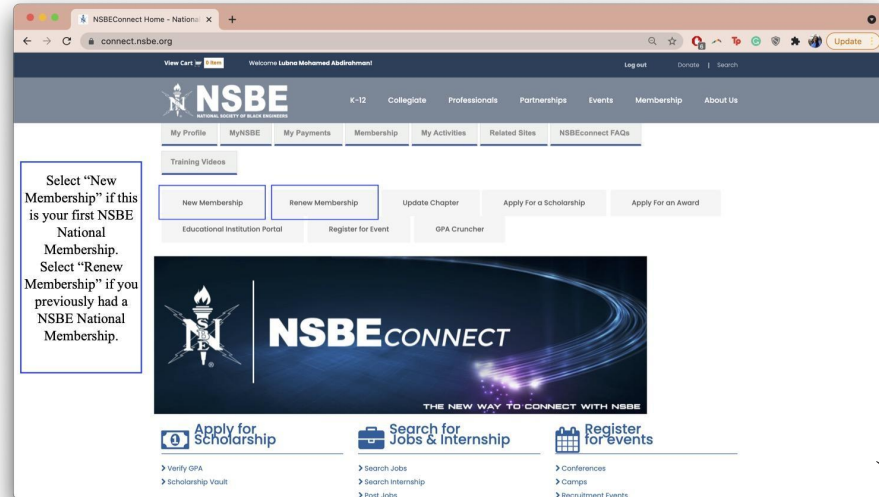 NSBEConnect Home - National
connect.nsbe.org
Update
View Cart 0 item Welcome Lubna Mohamed Abdirahman! Log out Donate | Search
NSBE
NATIONAL SOCIETY OF BLACK ENGINEERS
K-12 Collegiate Professionals Partnerships Events Membership About Us
My Profile MyNSBE My Payments Membership My Activities Related Sites NSBEconnect FAQs
Training Videos
Select “New
Membership” if this
is your first NSBE
National
Membership.
Select “Renew
Membership” if you
previously had a
NSBE National
Membership.
New Membership Renew Membership Update Chapter Apply For a Scholarship Apply For an Award
Educational Institution Portal Register for Event GPA Cruncher
NSBE
NSBECONNECT
THE NEW WAY TO CONNECT WITH NSBE
Apply for
Scholarship
Search for
Jobs & Internship
Register
for events
Verify GPA Search Jobs Conferences
Scholarship Vault Search Internship Camps
Post Jobs Recruitment Events